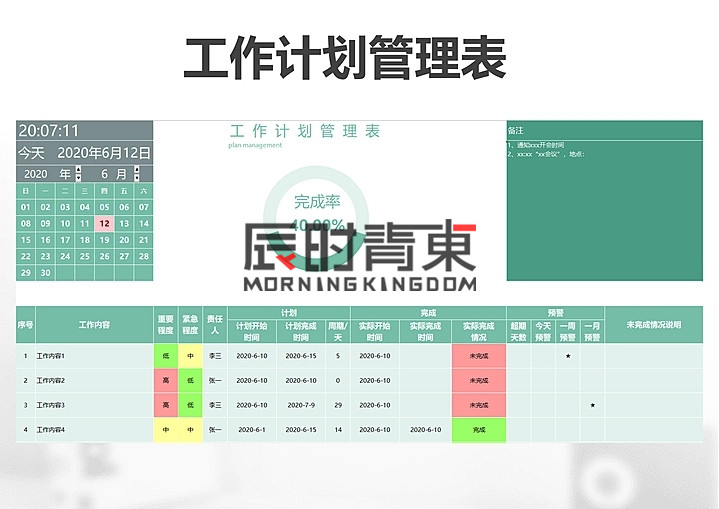 工作计划管理表
20:07:11
今天 2020年6月12日
2020 年 6 月
日 一 二 三 四 五 六
01 02 03 04 05 06 07
08 09 10 11 12 13 14
15 16 17 18 19 20 21
22 23 24 25 26 27 28
29 30
工作计划管理表
plan management
完成率
40.00%
辰时青東
MORNINGKINGDOM
备注
1、通知xxx开会时间
2、xcxx“xx会议”，地点：
序号 工作内容 重要程度 紧急程度 责任人 计划 完成 预警 未完成情况说明
计划开始时间 计划完成时间 周期/天 实际开始时间 实际完成时间 实际完成情况 超期天数 今天预警 一周预警 一月预警
1 工作内容1 低 中 李三 2020-6-10 2020-6-15 5 2020-6-10 未完成 ★
2 工作内容2 高 低 张一 2020-6-10 2020-6-10 0 2020-6-10 未完成
3 工作内容3 高 低 李三 2020-6-10 2020-7-9 29 2020-6-10 未完成 ★
4 工作内容4 中 中 张一 2020-6-1 2020-6-15 14 2020-6-10 2020-6-10 完成